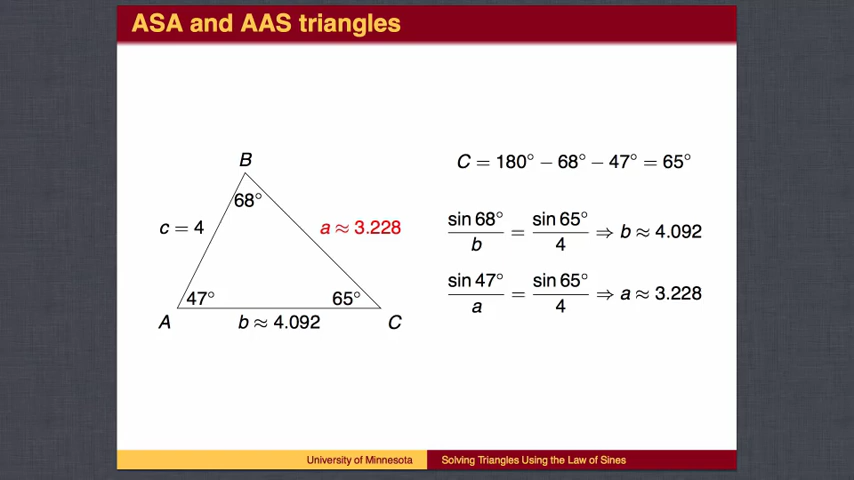 ASA and AAS triangles
B
68°
c = 4
a ≈ 3.228
47°
65°
A
b ≈ 4.092
C
C = 180° − 68° − 47° = 65°
sin 68°/b = sin 65°/4 ⇒ b ≈ 4.092
sin 47°/a = sin 65°/4 ⇒ a ≈ 3.228
University of Minnesota
Solving Triangles Using the Law of Sines